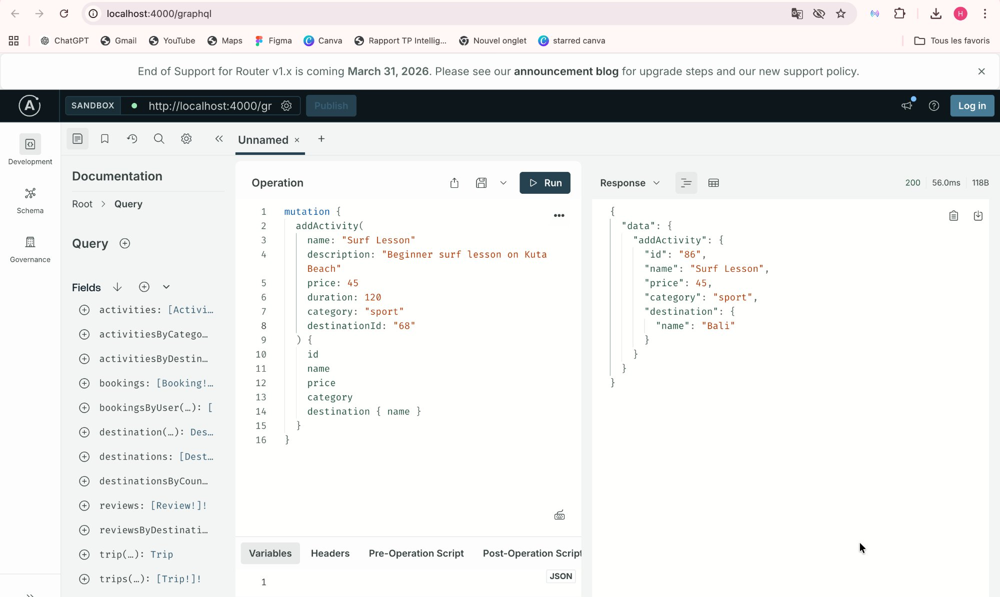 localhost:4000/graphql
H
ChatGPT
Gmail
YouTube
Maps
Figma
Canva
Rapport TP Intellig...
Nouvel onglet
starred canva
Tous les favoris
End of Support for Router v1.x is coming March 31, 2026. Please see our announcement blog for upgrade steps and our new support policy.
SANDBOX
http://localhost:4000/gr
Publish
Log in
Development
Schema
Governance
Unnamed
Documentation
Root > Query
Query
Fields
activities: [Activi…
activitiesByCatego…
activitiesByDestin…
bookings: [Booking!…
bookingsByUser(…): [
destination(…): Des…
destinations: [Dest…
destinationsByCoun…
reviews: [Review!]!
reviewsByDestinati…
trip(…): Trip
trips(…): [Trip!]!
Operation
Run
1 mutation {
2 addActivity(
3 name: "Surf Lesson"
4 description: "Beginner surf lesson on Kuta
Beach"
5 price: 45
6 duration: 120
7 category: "sport"
8 destinationId: "68"
9 ) {
10 id
11 name
12 price
13 category
14 destination { name }
15 }
16 }
Variables
Headers
Pre-Operation Script
Post-Operation Script
1
JSON
Response
200
56.0ms
118B
{
"data": {
"addActivity": {
"id": "86",
"name": "Surf Lesson",
"price": 45,
"category": "sport",
"destination": {
"name": "Bali"
}
}
}
}